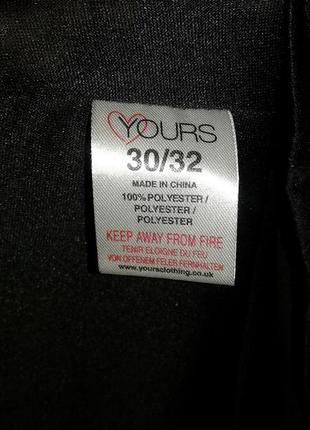 YOURS
30/32
MADE IN CHINA
100% POLYESTER /
POLYESTER /
POLYESTER
KEEP AWAY FROM FIRE
TENIR ELOIGNE DU FEU
VON OFFENEM FELER FERNHALTEN
www.yoursclothing.co.uk